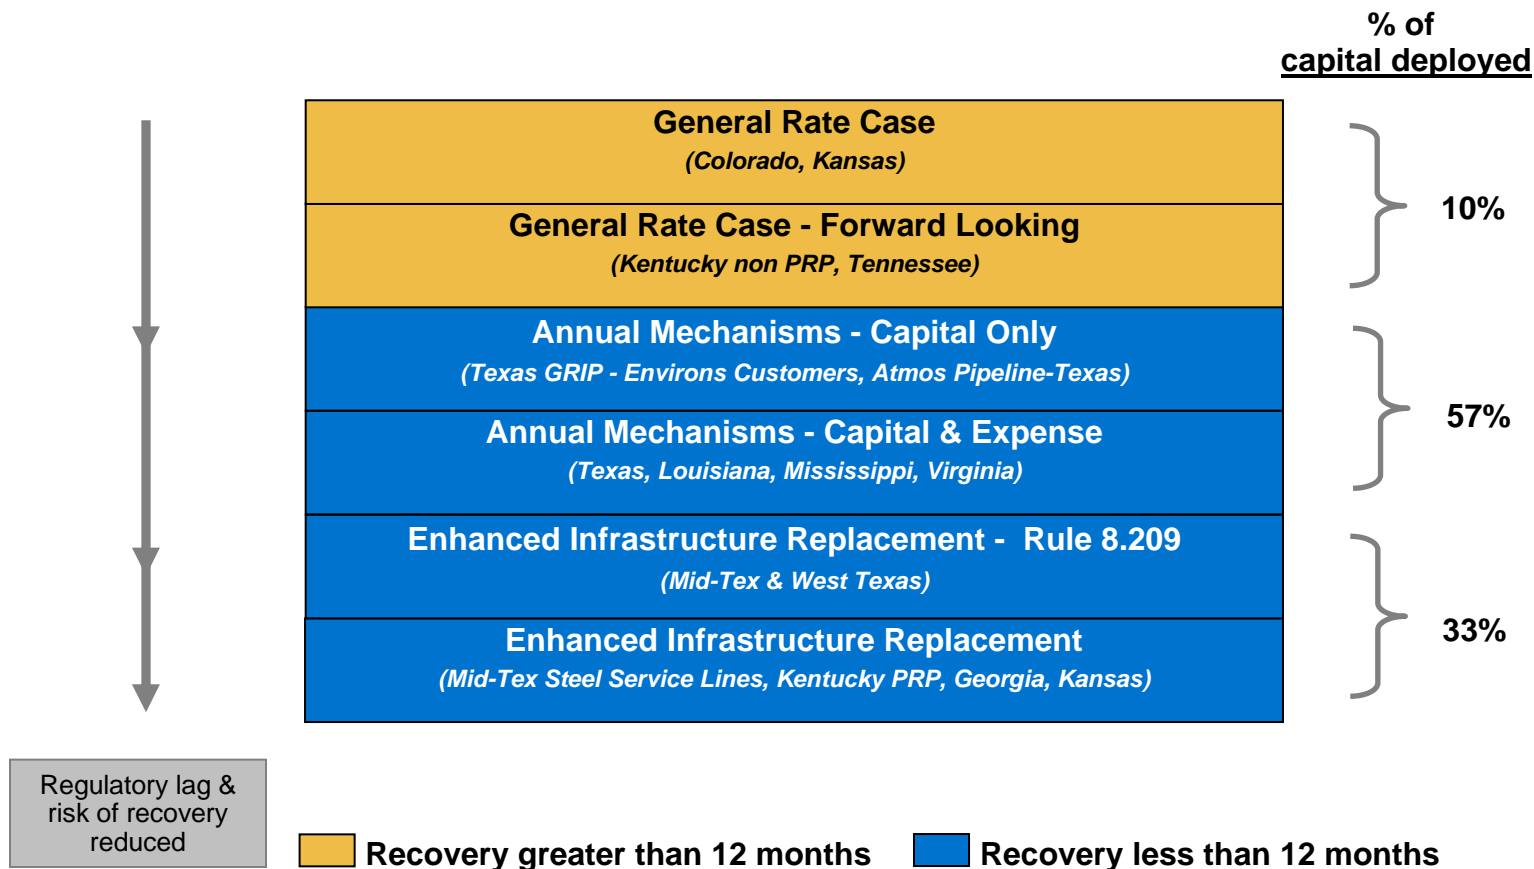 % of
capital deployed
General Rate Case
(Colorado, Kansas)
General Rate Case - Forward Looking
(Kentucky non PRP, Tennessee)
10%
Annual Mechanisms - Capital Only
(Texas GRIP - Environs Customers, Atmos Pipeline-Texas)
Annual Mechanisms - Capital & Expense
(Texas, Louisiana, Mississippi, Virginia)
57%
Enhanced Infrastructure Replacement - Rule 8.209
(Mid-Tex & West Texas)
Enhanced Infrastructure Replacement
(Mid-Tex Steel Service Lines, Kentucky PRP, Georgia, Kansas)
33%
Regulatory lag &
risk of recovery
reduced
Recovery greater than 12 months
Recovery less than 12 months